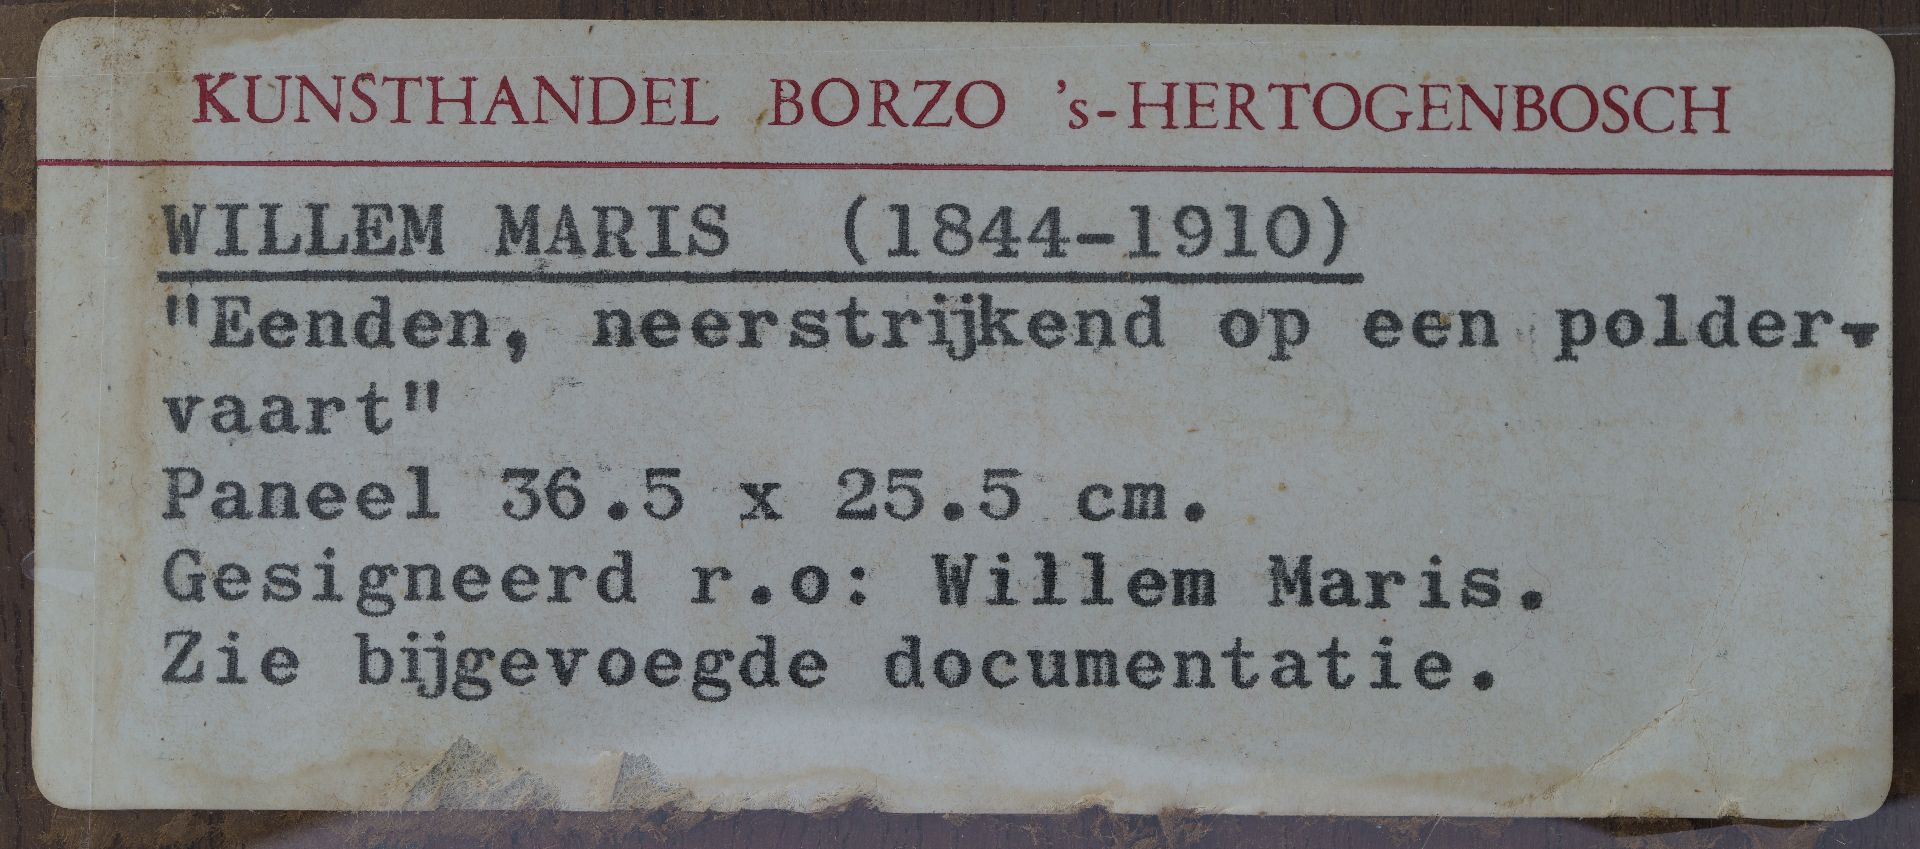 KUNSTHANDEL BORZO 's-HERTOGENBOSCH
WILLEM MARIS (1844-1910)
"Eenden, neerstrijkend op een polder-
vaart"
Paneel 36.5 x 25.5 cm.
Gesigneerd r.o: Willem Maris.
Zie bijgevoegde documentatie.